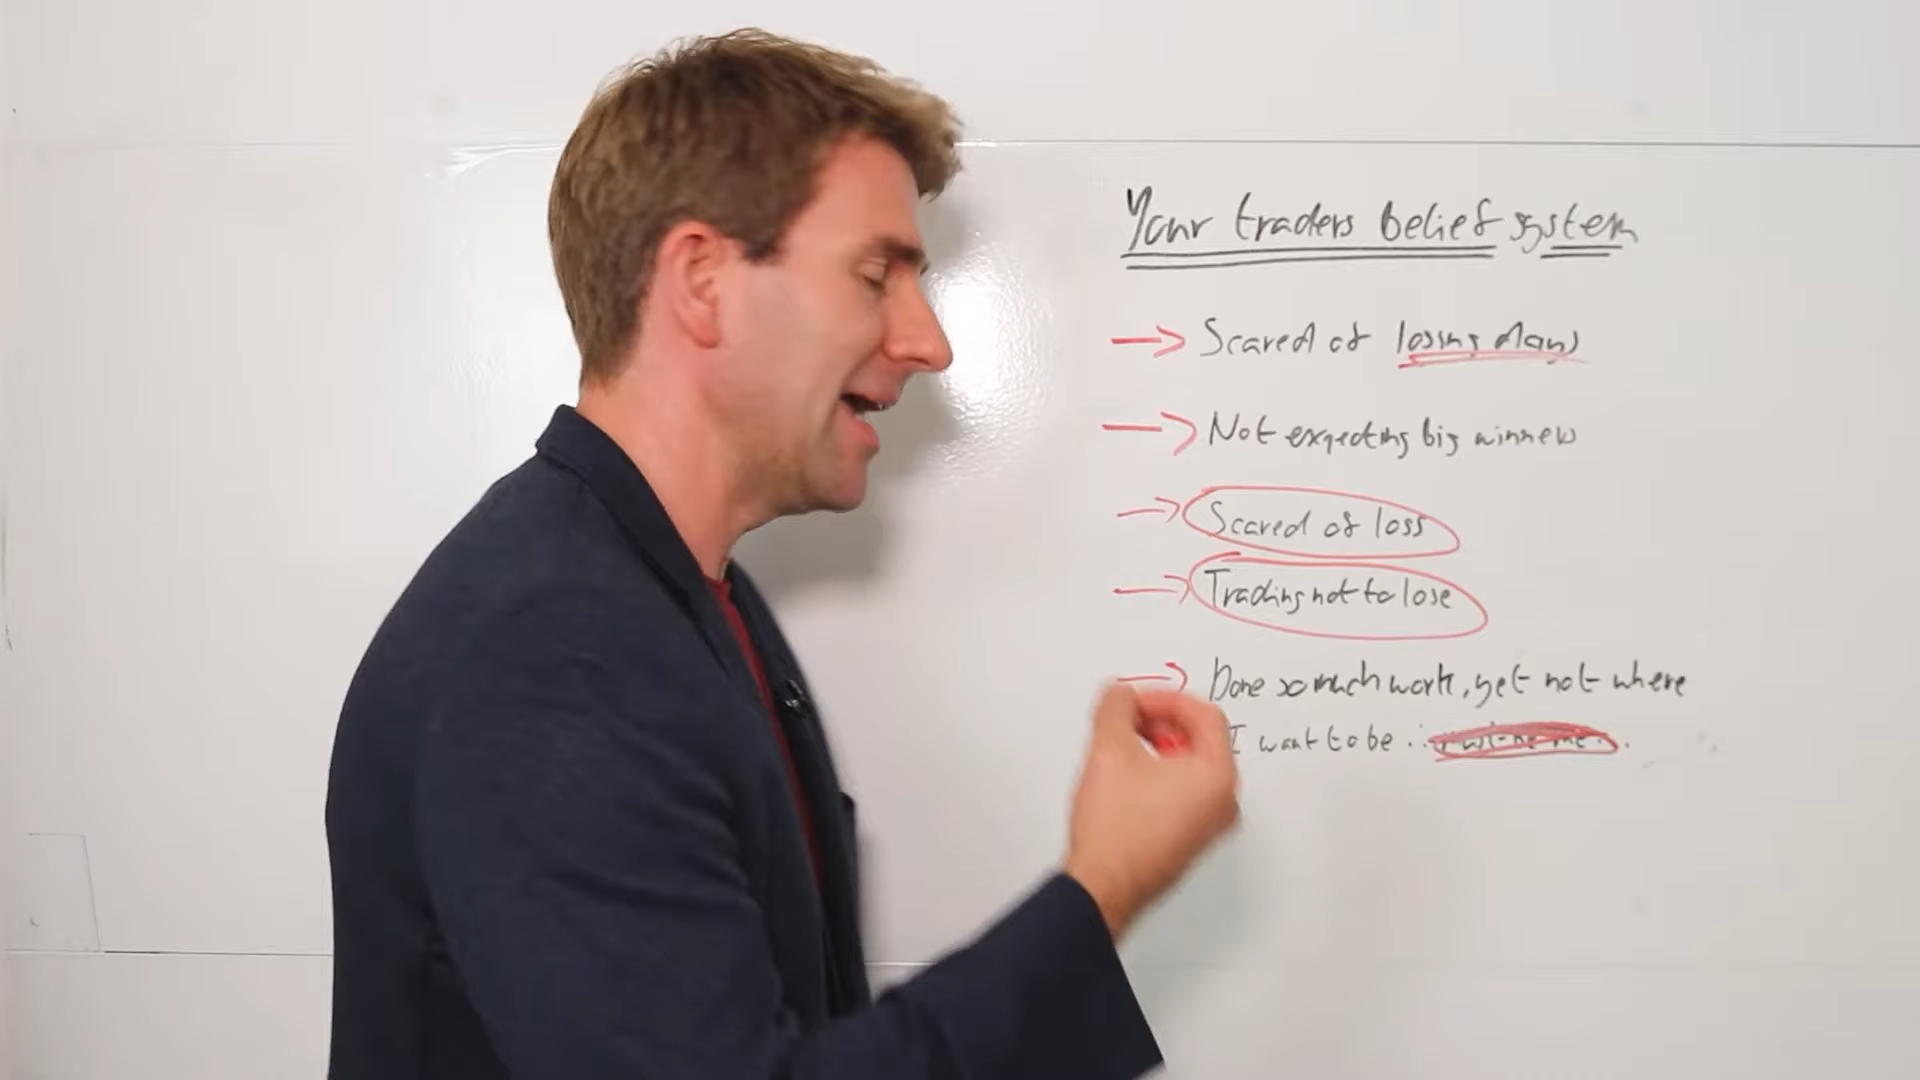 Your traders belief system
Scared of losing days
Not expecting big winners
Scared of loss
Trading not to lose
Done so much work, yet not where
I want to be ..